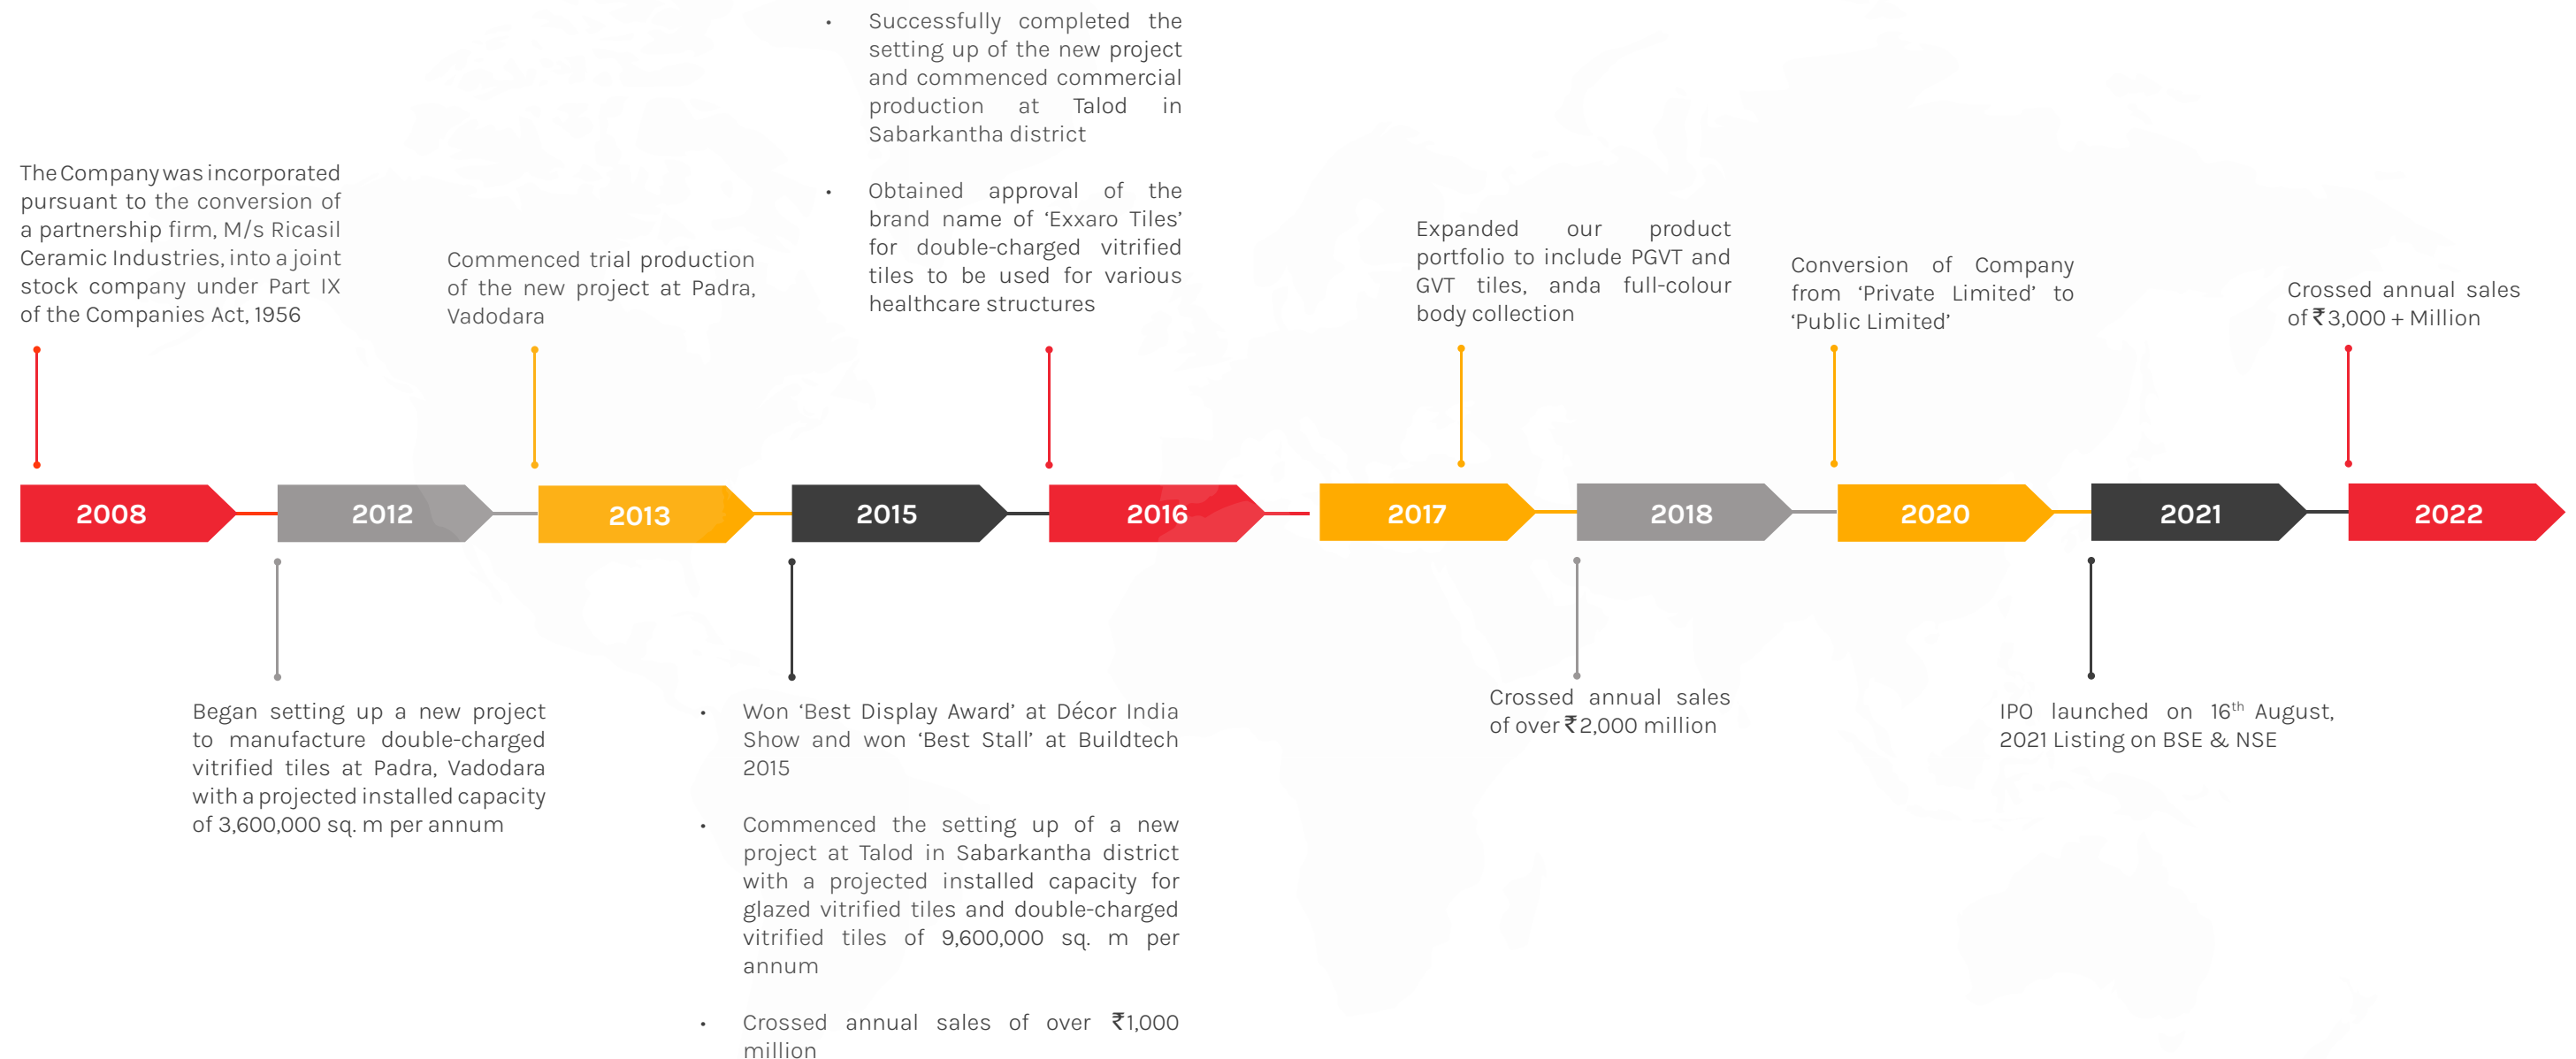 The Company was incorporated
pursuant to the conversion of
a partnership firm, M/s Ricasil
Ceramic Industries, into a joint
stock company under Part IX
of the Companies Act, 1956
Commenced trial production
of the new project at Padra,
Vadodara
• Successfully completed the
setting up of the new project
and commenced commercial
production at Talod in
Sabarkantha district
• Obtained approval of the
brand name of ‘Exxaro Tiles’
for double-charged vitrified
tiles to be used for various
healthcare structures
Expanded our product
portfolio to include PGVT and
GVT tiles, anda full-colour
body collection
Conversion of Company
from ‘Private Limited’ to
‘Public Limited’
Crossed annual sales
of ₹3,000 + Million
2008
2012
2013
2015
2016
2017
2018
2020
2021
2022
Began setting up a new project
to manufacture double-charged
vitrified tiles at Padra, Vadodara
with a projected installed capacity
of 3,600,000 sq. m per annum
• Won ‘Best Display Award’ at Décor India
Show and won ‘Best Stall’ at Buildtech
2015
• Commenced the setting up of a new
project at Talod in Sabarkantha district
with a projected installed capacity for
glazed vitrified tiles and double-charged
vitrified tiles of 9,600,000 sq. m per
annum
• Crossed annual sales of over ₹1,000
million
Crossed annual sales
of over ₹2,000 million
IPO launched on 16th August,
2021 Listing on BSE & NSE